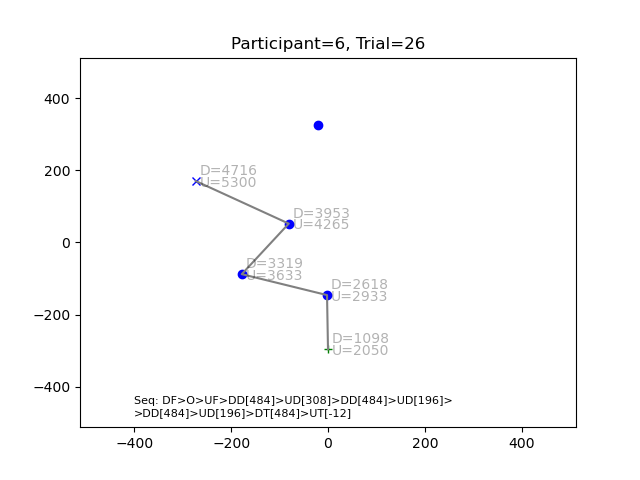 Participant=6, Trial=26
400
200
0
−200
−400
D=4716
U=5300
D=3953
U=4265
D=3319
U=3633
D=2618
U=2933
D=1098
U=2050
Seq: DF>O>UF>DD[484]>UD[308]>DD[484]>UD[196]>
>DD[484]>UD[196]>DT[484]>UT[-12]
−400 −200 0 200 400